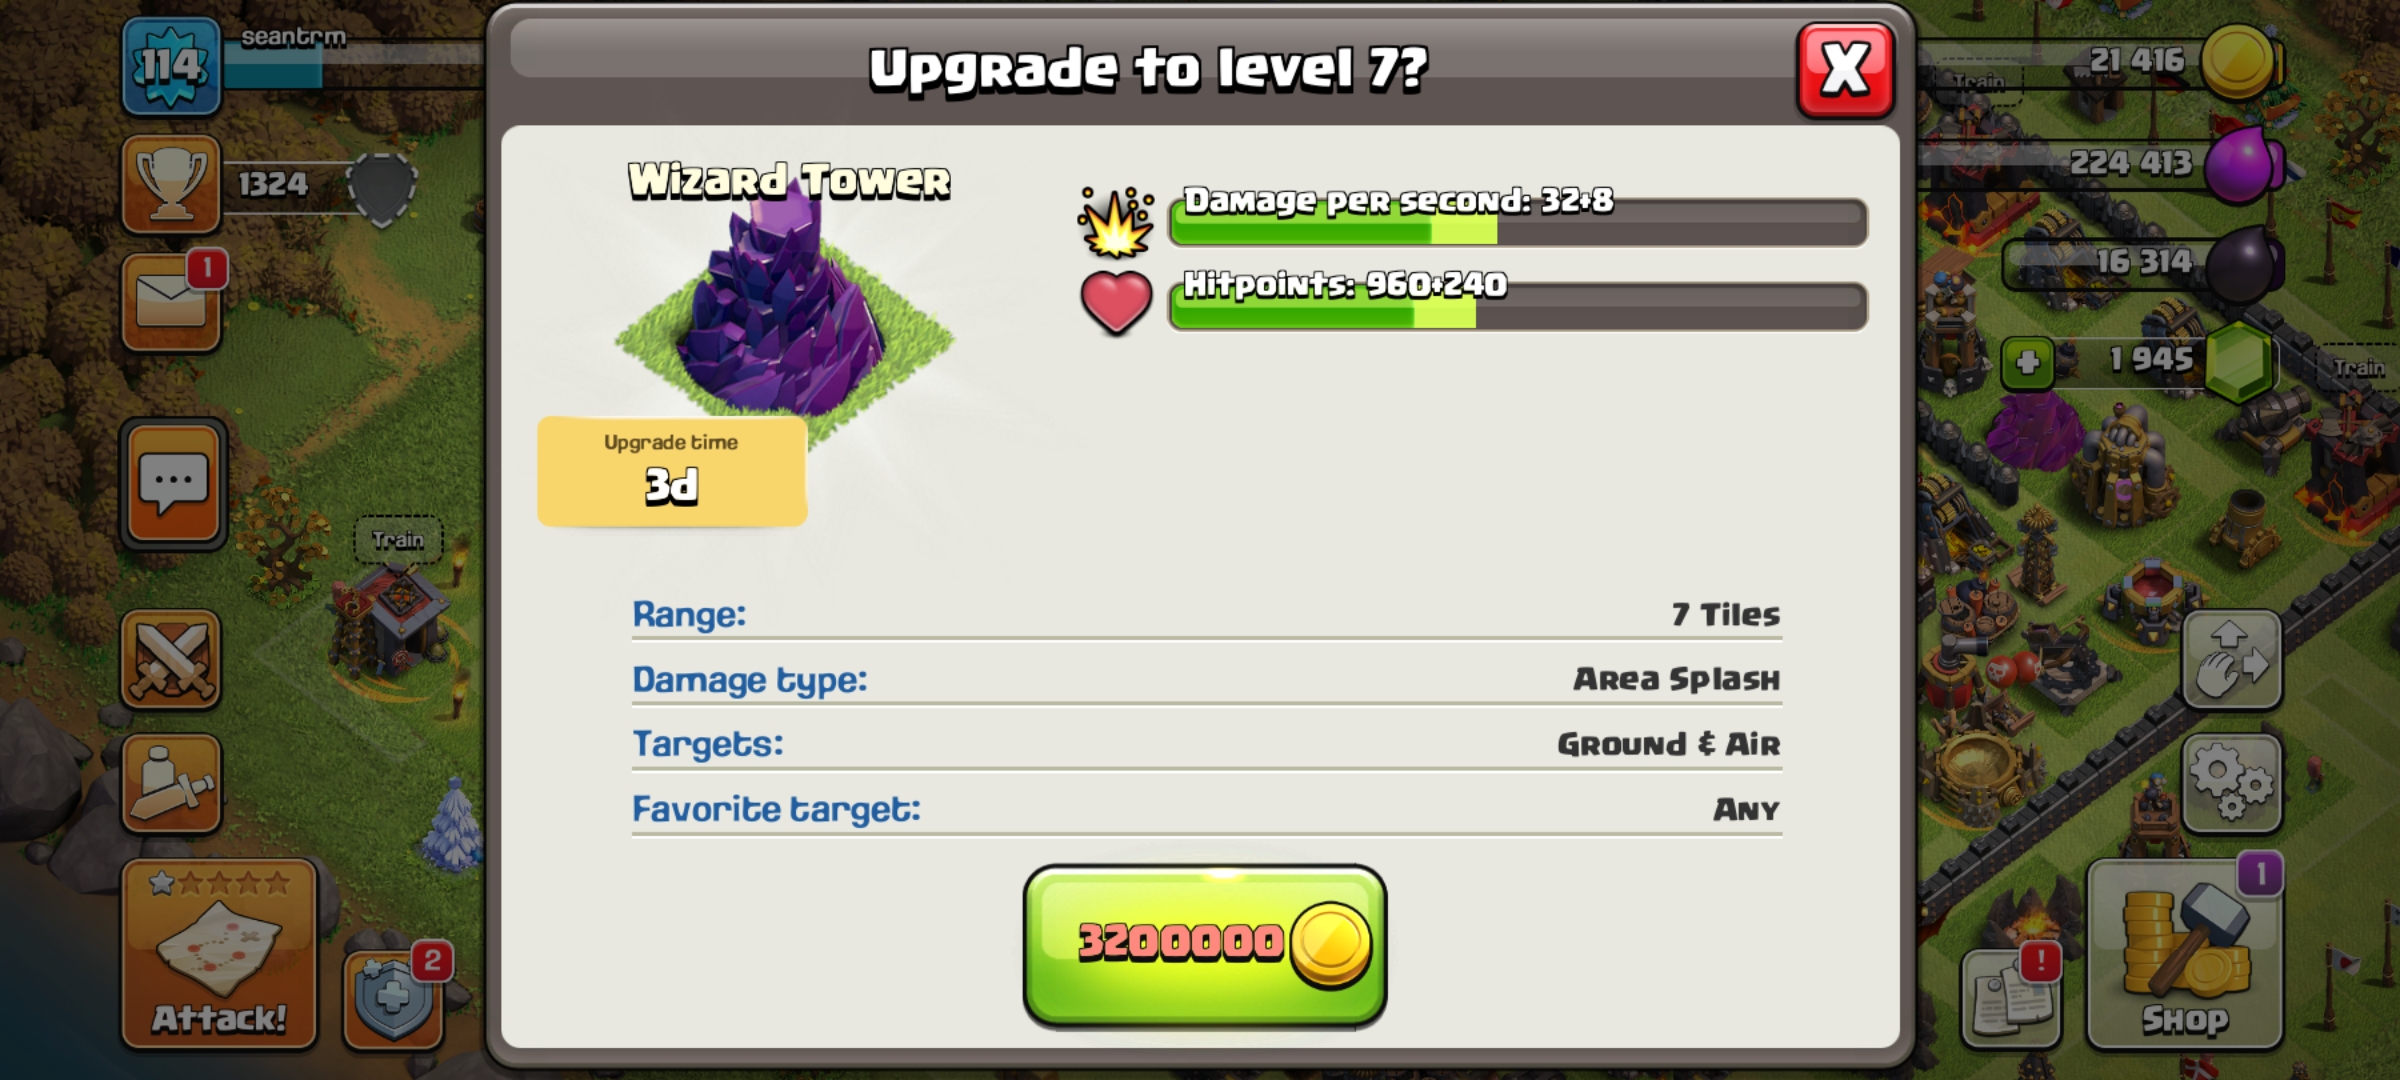 114
seantrm
1324
1
Train
Attack!
2
Upgrade to level 7?
X
Wizard Tower
Damage per second: 32+8
Hitpoints: 960+240
Upgrade time
3d
Range: 7 Tiles
Damage type: Area Splash
Targets: Ground & Air
Favorite target: Any
3200000
21 416
Train
224 413
16 314
1 945
Train
1
!
Shop